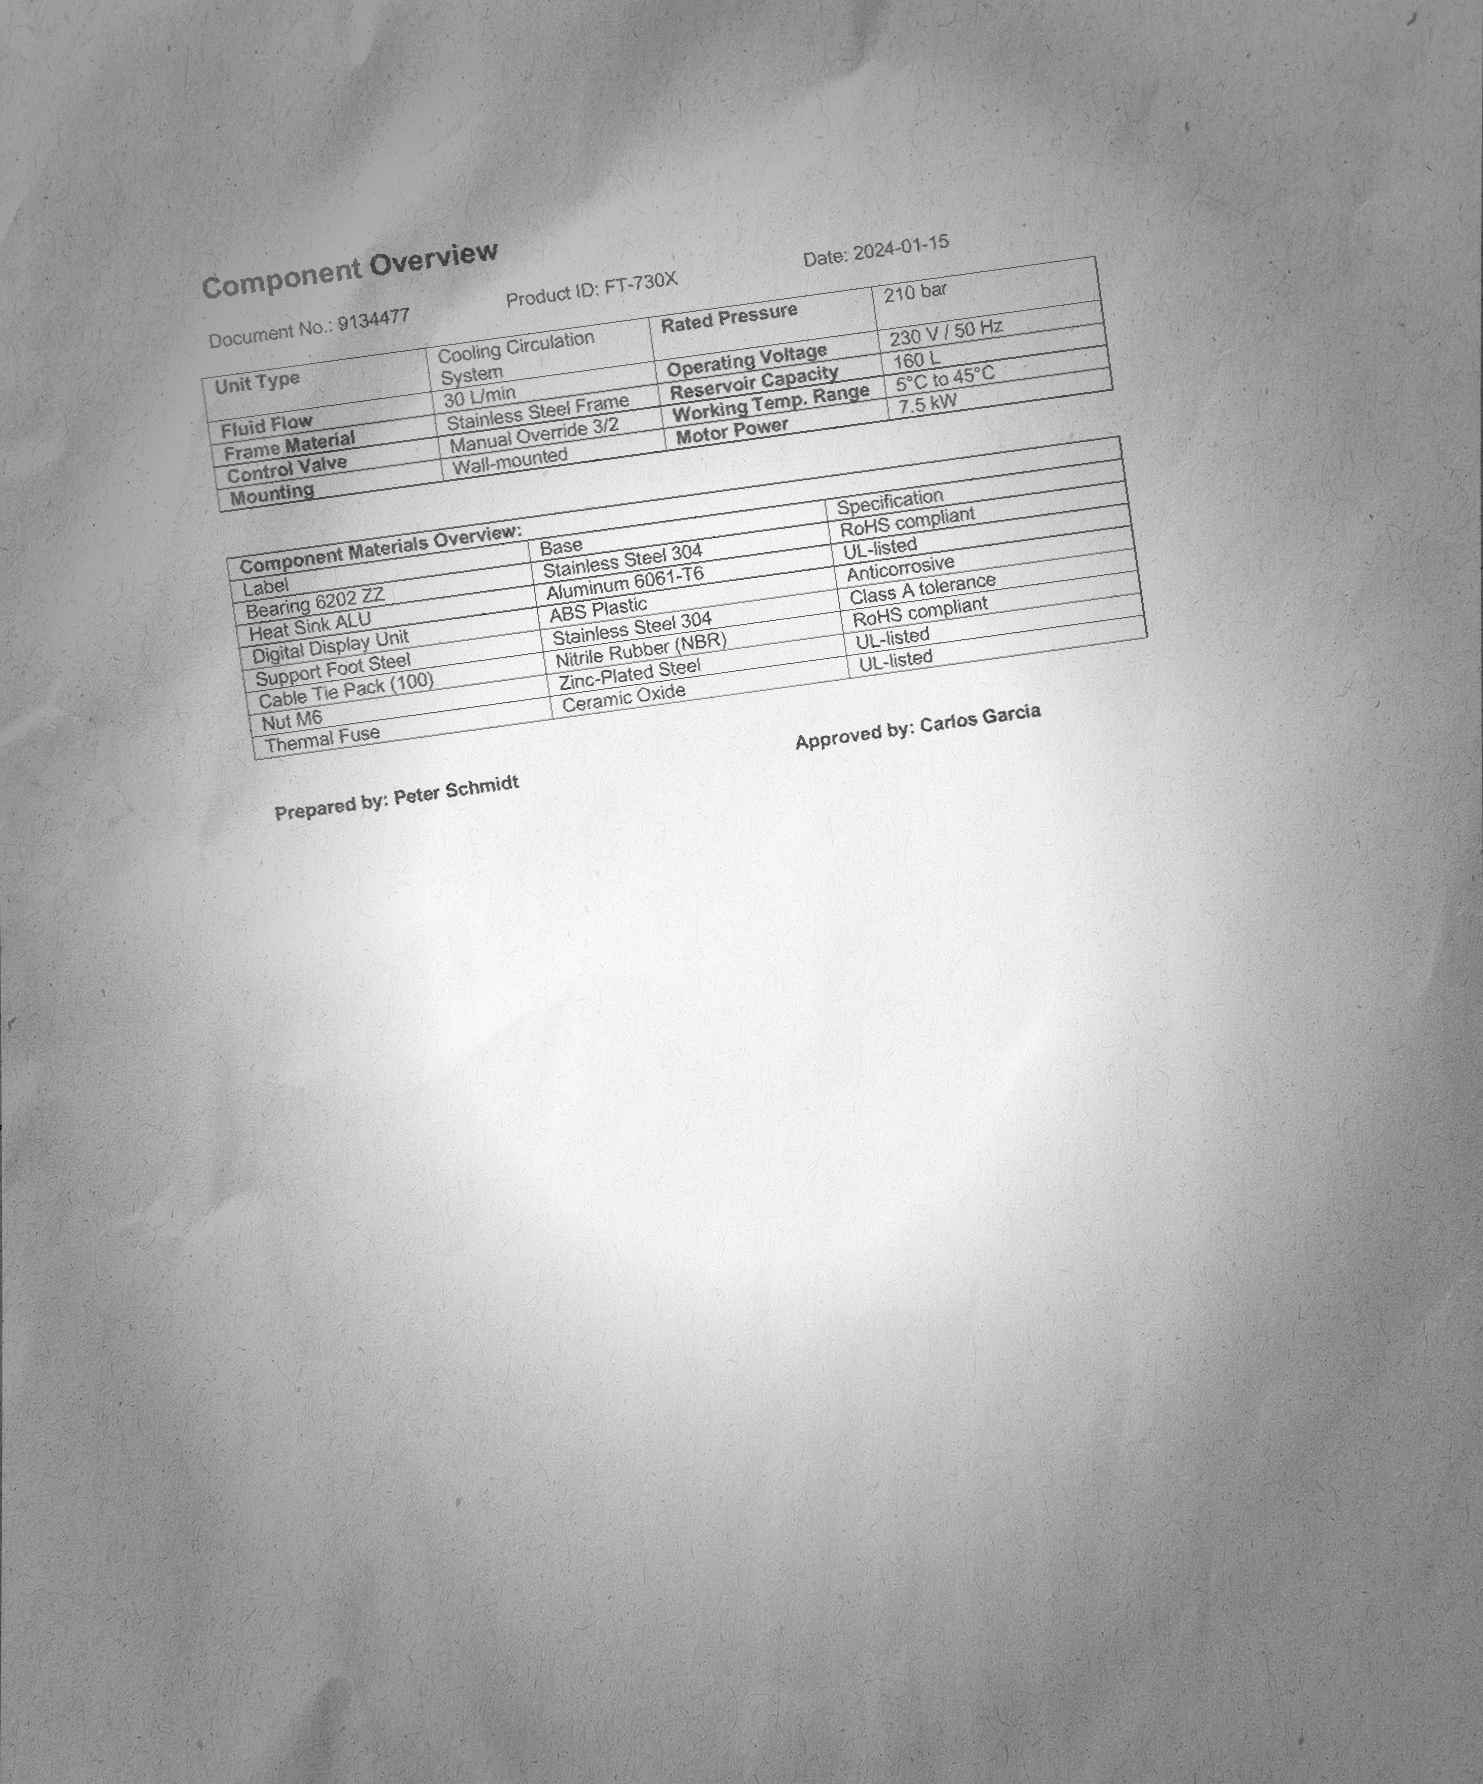 Component Overview
Document No.: 9134477 Product ID: FT-730X Date: 2024-01-15
Unit Type Cooling Circulation System Rated Pressure 210 bar
Fluid Flow 30 L/min Operating Voltage 230 V / 50 Hz
Frame Material Stainless Steel Frame Reservoir Capacity 160 L
Control Valve Manual Override 3/2 Working Temp. Range 5°C to 45°C
Mounting Wall-mounted Motor Power 7.5 kW
Component Materials Overview:
Label Base Specification
Bearing 6202 ZZ Stainless Steel 304 RoHS compliant
Heat Sink ALU Aluminum 6061-T6 UL-listed
Digital Display Unit ABS Plastic Anticorrosive
Support Foot Steel Stainless Steel 304 Class A tolerance
Cable Tie Pack (100) Nitrile Rubber (NBR) RoHS compliant
Nut M6 Zinc-Plated Steel UL-listed
Thermal Fuse Ceramic Oxide UL-listed
Prepared by: Peter Schmidt Approved by: Carlos Garcia